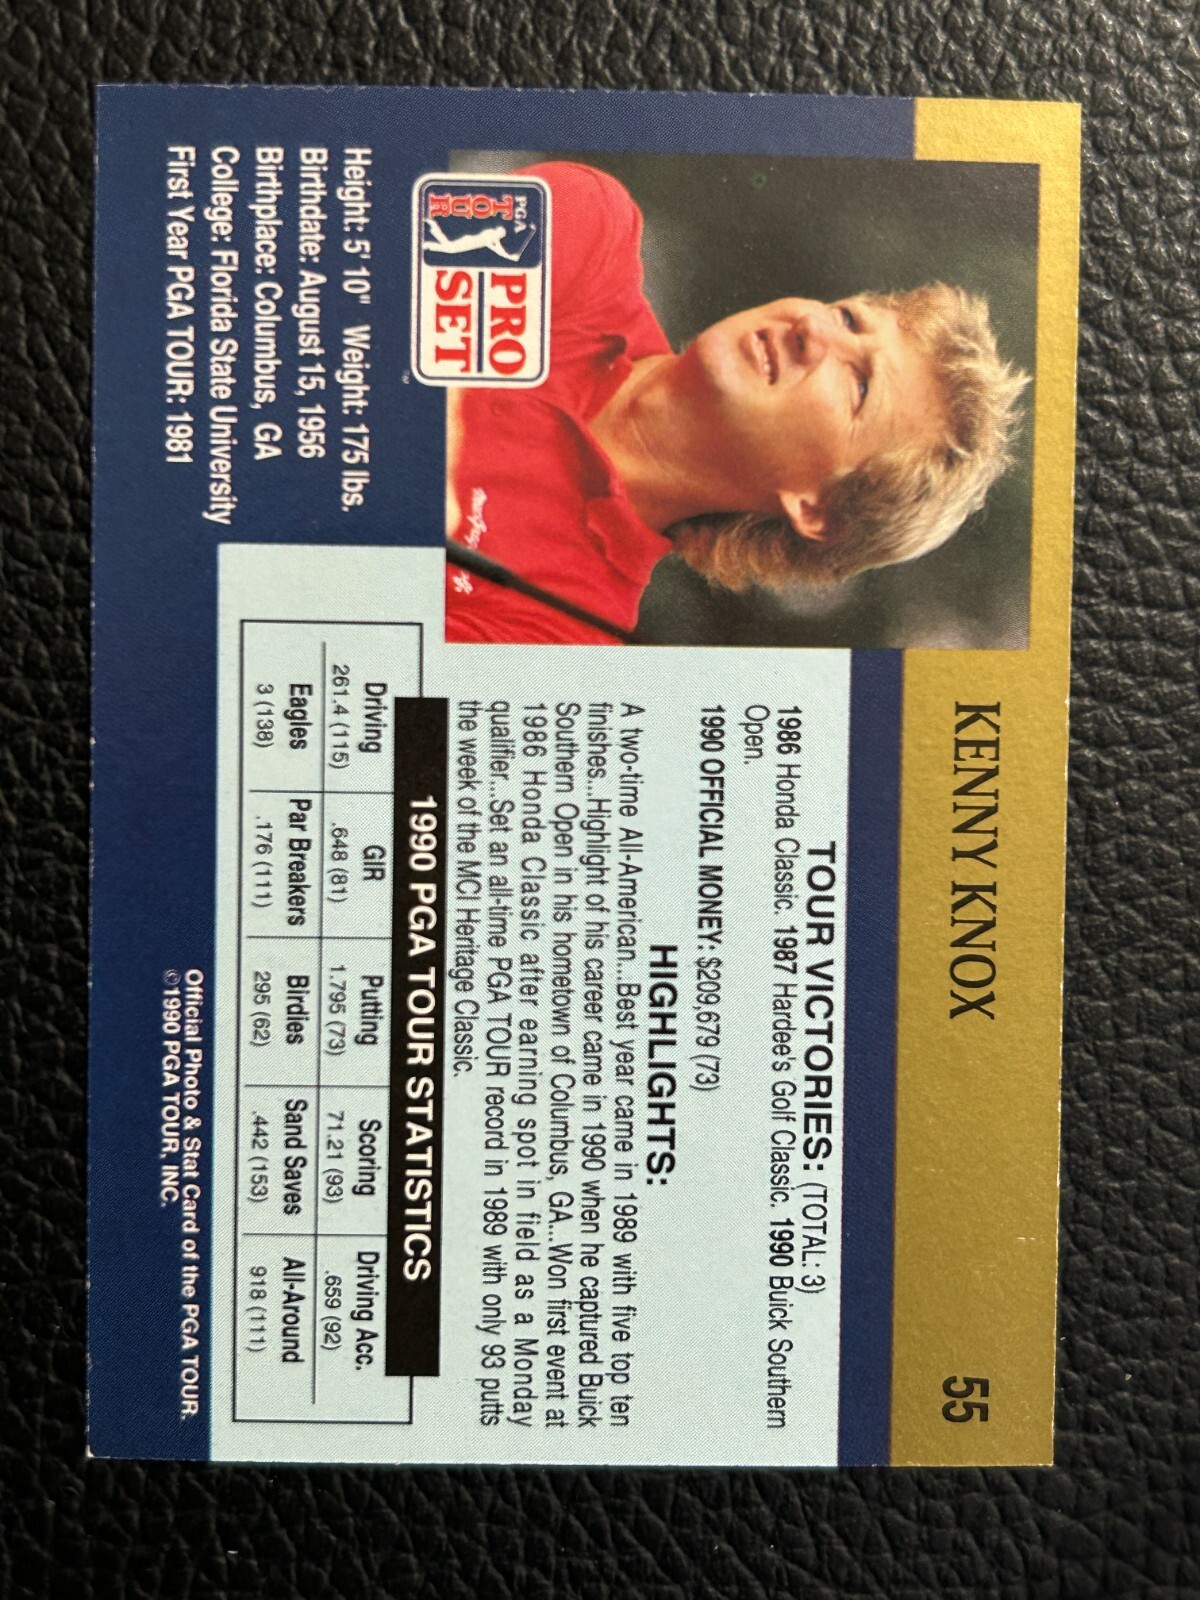 KENNY KNOX 55
PGA
TOUR
PRO
SET
TM
MacGregor
Height: 5' 10" Weight: 175 lbs.
Birthdate: August 15, 1956
Birthplace: Columbus, GA
College: Florida State University
First Year PGA TOUR: 1981
TOUR VICTORIES: (TOTAL: 3)
1986 Honda Classic. 1987 Hardee's Golf Classic. 1990 Buick Southern
Open.
1990 OFFICIAL MONEY: $209,679 (73)
HIGHLIGHTS:
A two-time All-American...Best year came in 1989 with five top ten
finishes...Highlight of his career came in 1990 when he captured Buick
Southern Open in his hometown of Columbus, GA...Won first event at
1986 Honda Classic after earning spot in field as a Monday
qualifier...Set an all-time PGA TOUR record in 1989 with only 93 putts
the week of the MCI Heritage Classic.
1990 PGA TOUR STATISTICS
Driving GIR Putting Scoring Driving Acc.
261.4 (115) .648 (81) 1.795 (73) 71.21 (93) .659 (92)
Eagles Par Breakers Birdies Sand Saves All-Around
3 (138) .176 (111) 295 (62) .442 (153) 918 (111)
Official Photo & Stat Card of the PGA TOUR.
©1990 PGA TOUR, INC.